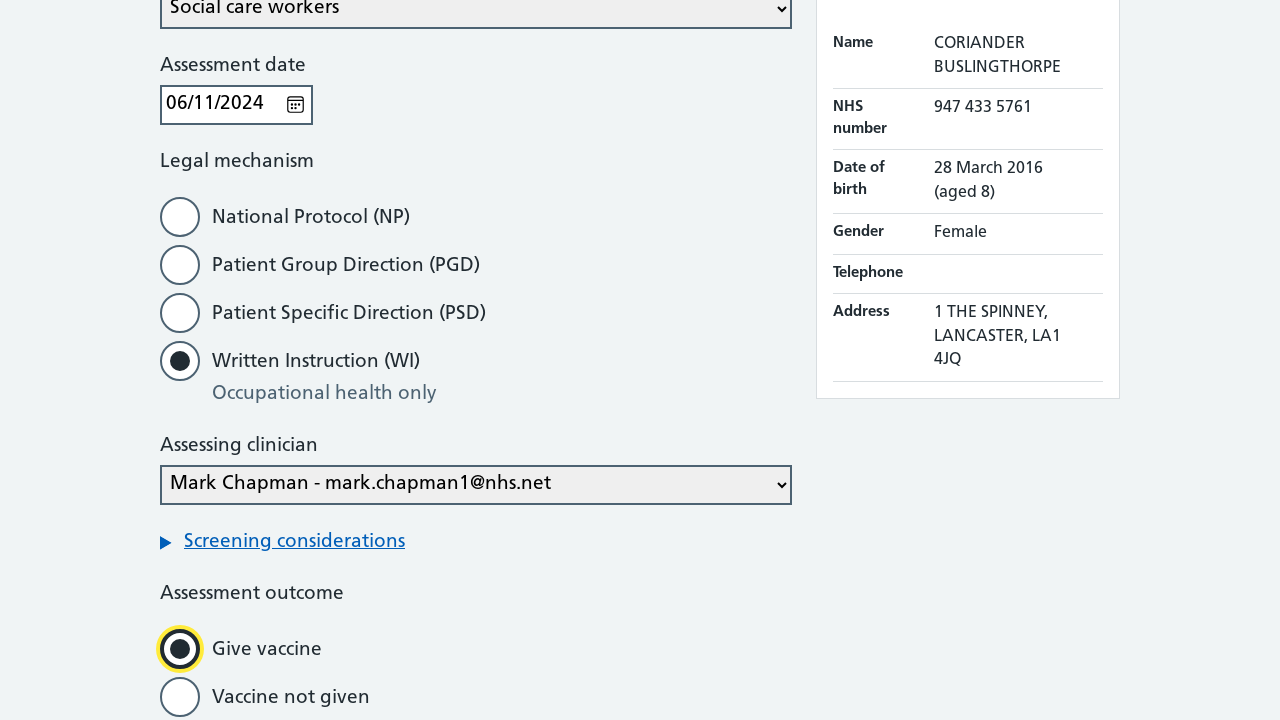 Social care workers
Assessment date
06/11/2024
Legal mechanism
National Protocol (NP)
Patient Group Direction (PGD)
Patient Specific Direction (PSD)
Written Instruction (WI)
Occupational health only
Assessing clinician
Mark Chapman - mark.chapman1@nhs.net
Screening considerations
Assessment outcome
Give vaccine
Vaccine not given
Name CORIANDER
BUSLINGTHORPE
NHS 947 433 5761
number
Date of 28 March 2016
birth (aged 8)
Gender Female
Telephone
Address 1 THE SPINNEY,
LANCASTER, LA1
4JQ